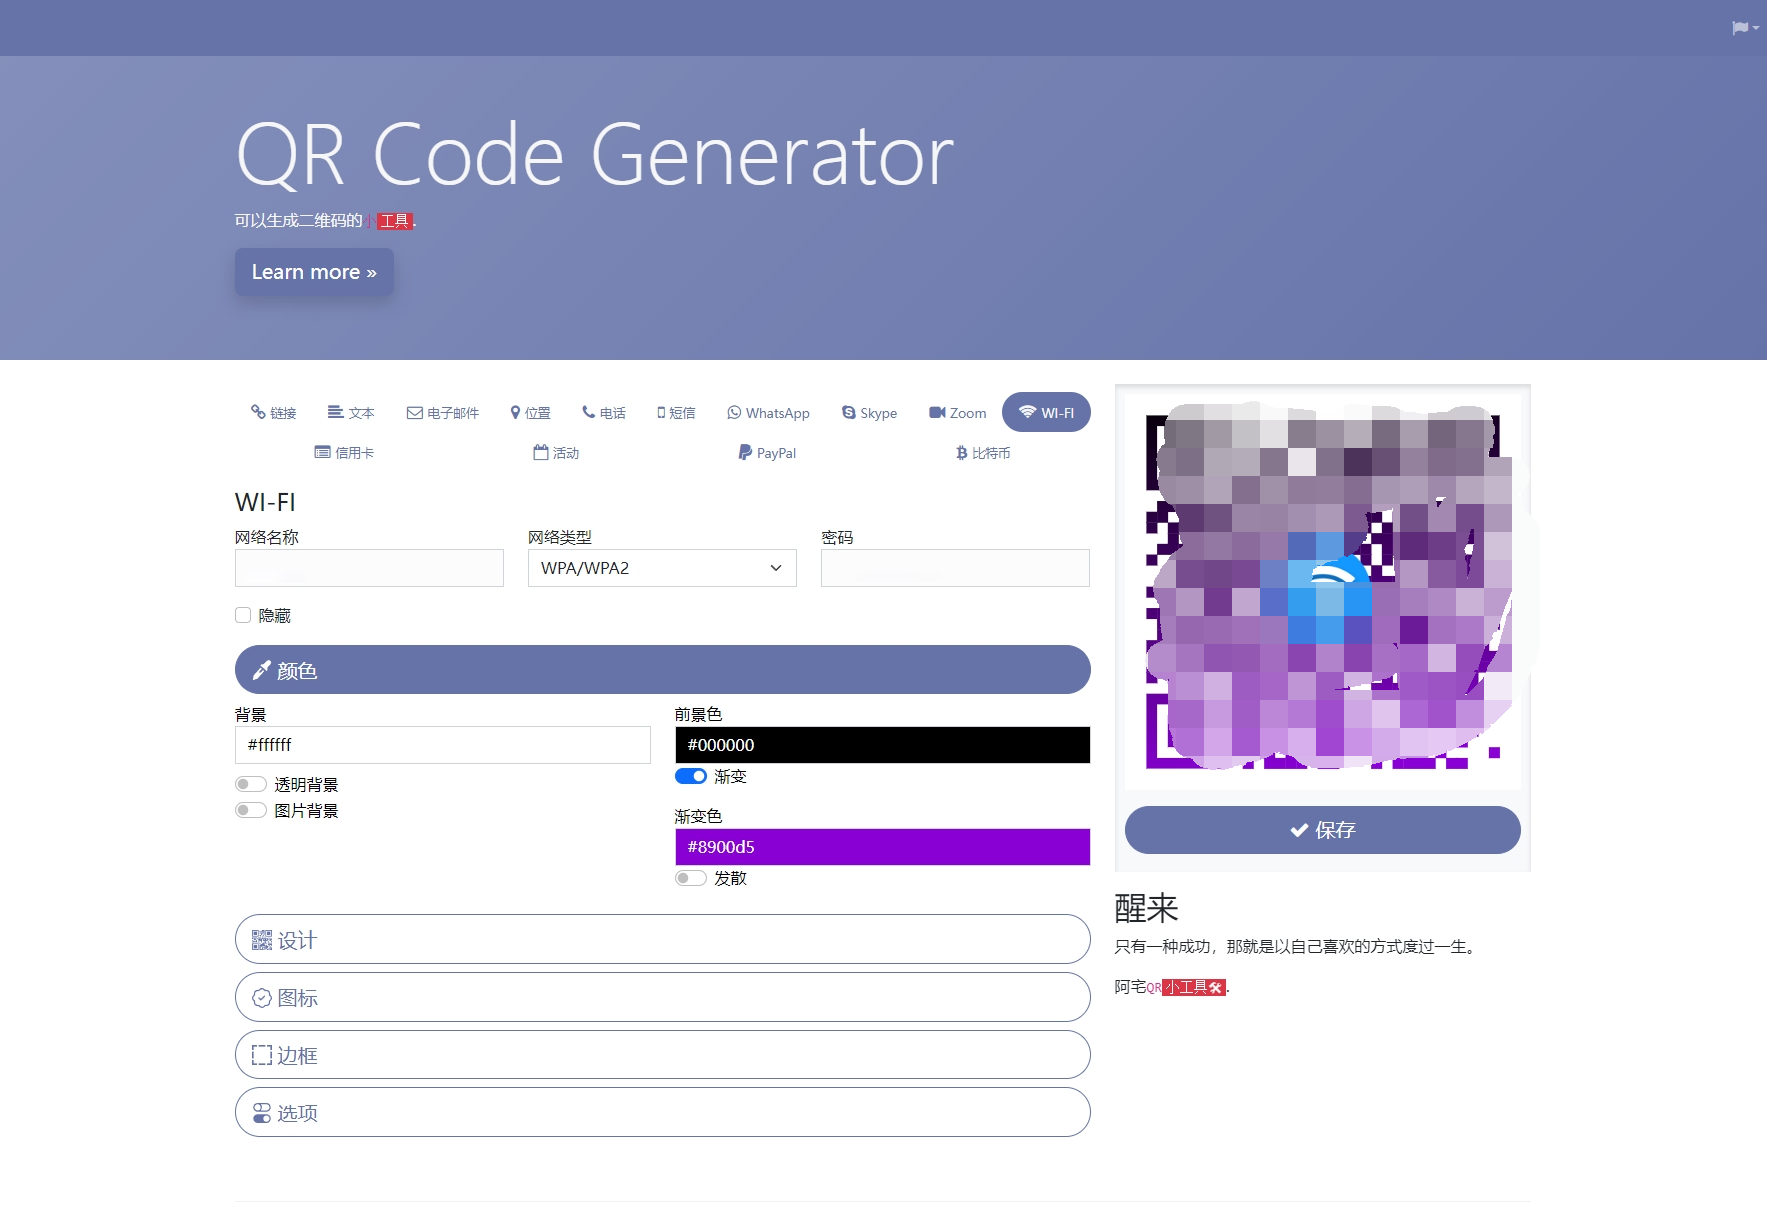 QR Code Generator
可以生成二维码的小工具.
Learn more »
链接 文本 电子邮件 位置 电话 短信 WhatsApp Skype Zoom WI-FI
信用卡 活动 PayPal 比特币
WI-FI
网络名称 网络类型 密码
WPA/WPA2
隐藏
颜色
背景 前景色
#ffffff #000000
透明背景 渐变
图片背景
渐变色
#8900d5
发散
设计
图标
边框
选项
保存
醒来
只有一种成功，那就是以自己喜欢的方式度过一生。
阿宅QR小工具🛠.